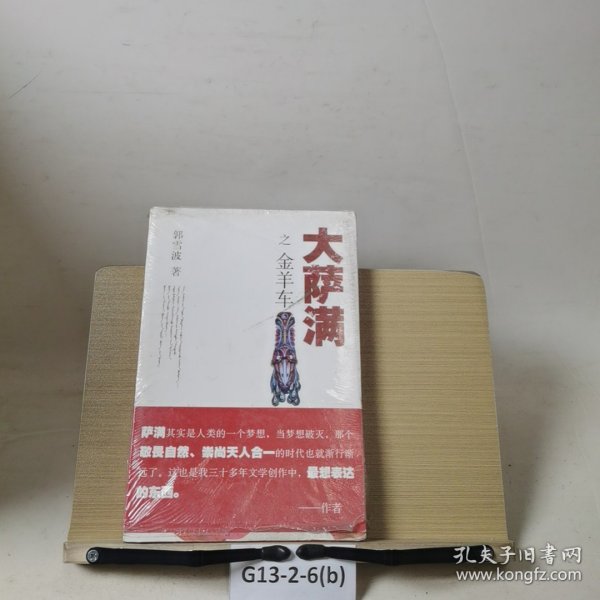 大萨满
之金羊车
郭雪波 著
萨满其实是人类的一个梦想，当梦想破灭，那个
敬畏自然、崇尚天人合一的时代也就渐行渐
远了。这也是我三十多年文学创作中，最想表达
的东西。
——作者
G13-2-6(b)
孔夫子旧书网
www.kongfz.com